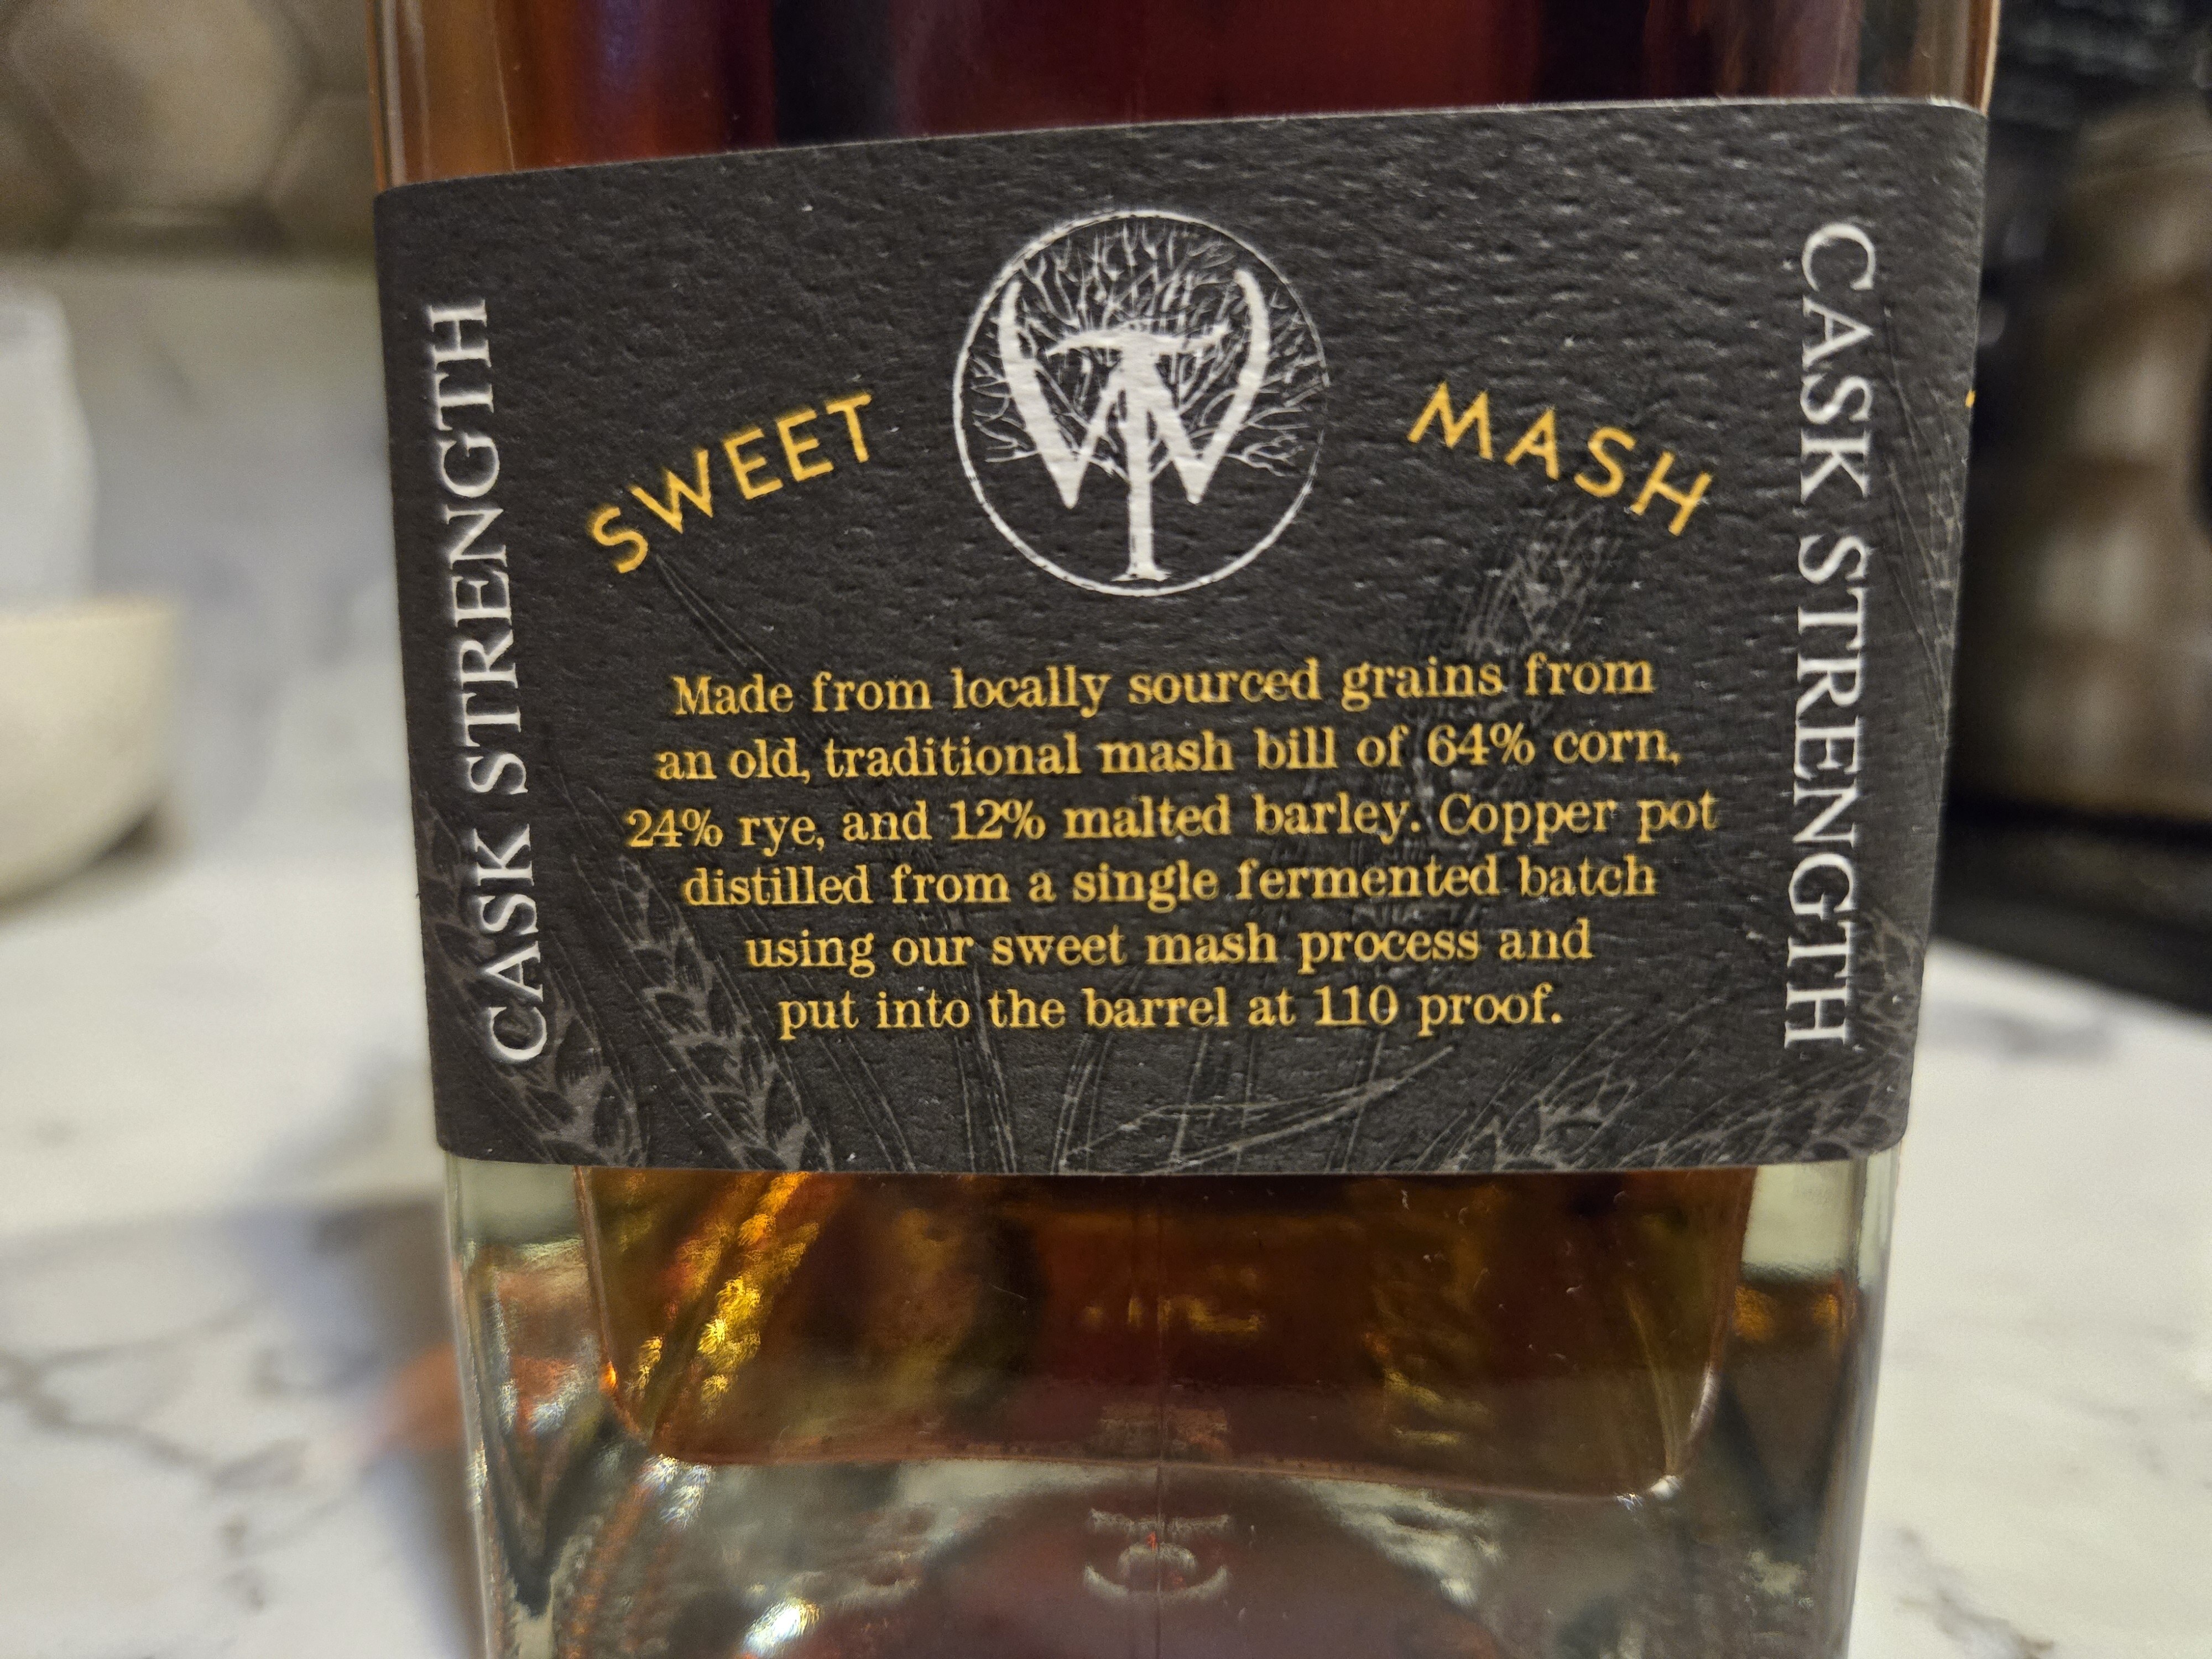 SWEET MASH
WT
CASK STRENGTH
CASK STRENGTH
Made from locally sourced grains from
an old, traditional mash bill of 64% corn,
24% rye, and 12% malted barley. Copper pot
distilled from a single fermented batch
using our sweet mash process and
put into the barrel at 110 proof.